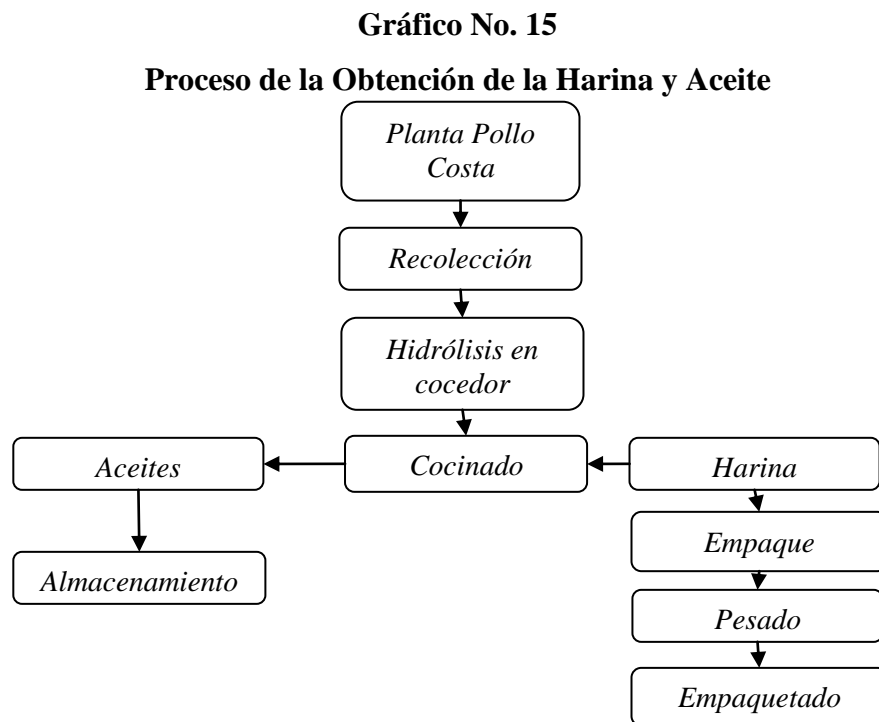 Gráfico No. 15
Proceso de la Obtención de la Harina y Aceite
Planta Pollo
Costa
Recolección
Hidrólisis en
cocedor
Aceites
Cocinado
Harina
Almacenamiento
Empaque
Pesado
Empaquetado